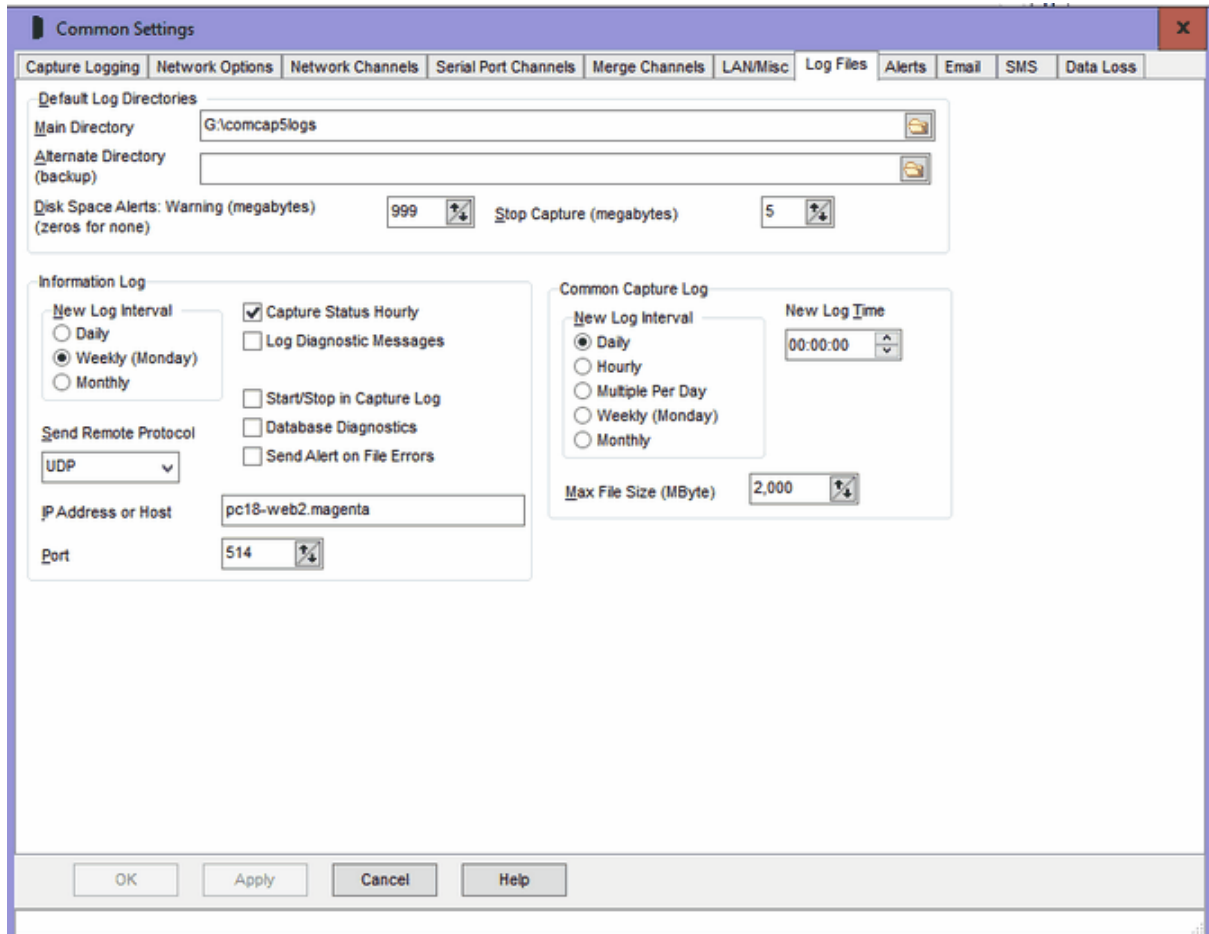 Common Settings
x
Capture Logging Network Options Network Channels Serial Port Channels Merge Channels LAN/Misc Log Files Alerts Email SMS Data Loss
Default Log Directories
Main Directory G:\comcap5logs
Alternate Directory
(backup)
Disk Space Alerts: Warning (megabytes) 999 Stop Capture (megabytes) 5
(zeros for none)
Information Log
New Log Interval
Daily
Weekly (Monday)
Monthly
Capture Status Hourly
Log Diagnostic Messages
Start/Stop in Capture Log
Database Diagnostics
Send Alert on File Errors
Send Remote Protocol
UDP
IP Address or Host pc18-web2.magenta
Port 514
Common Capture Log
New Log Interval
Daily
Hourly
Multiple Per Day
Weekly (Monday)
Monthly
New Log Time
00:00:00
Max File Size (MByte) 2,000
OK Apply Cancel Help